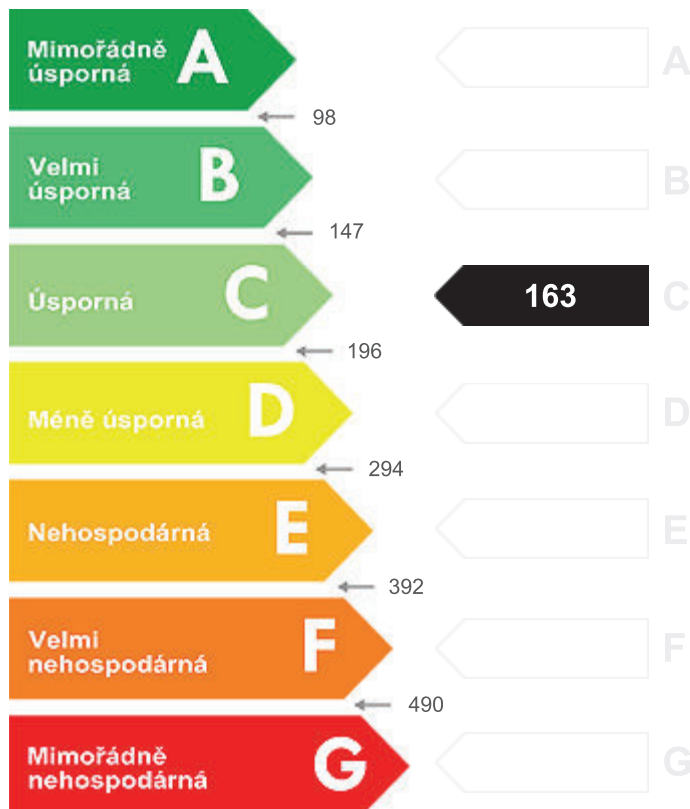 Mimořádně
úsporná
A
A
98
Velmi
úsporná
B
B
147
Úsporná
C
163
C
196
Méně úsporná
D
D
294
Nehospodárná
E
E
392
Velmi
nehospodárná
F
F
490
Mimořádně
nehospodárná
G
G